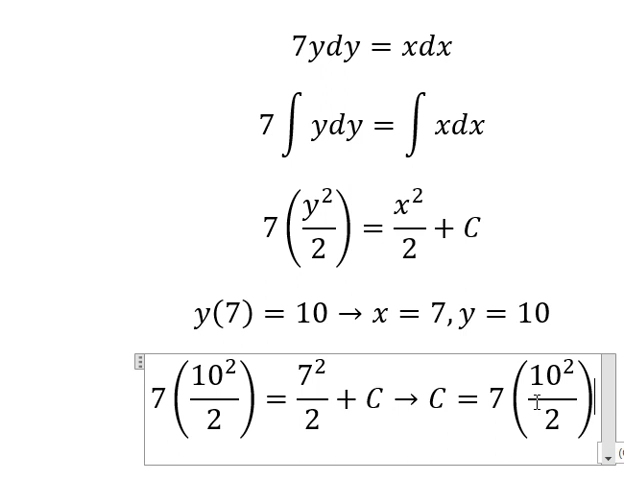 7ydy = xdx
7∫ydy = ∫xdx
7(y²/2) = x²/2 + C
y(7) = 10 → x = 7, y = 10
7(10²/2) = 7²/2 + C → C = 7(10²/2)